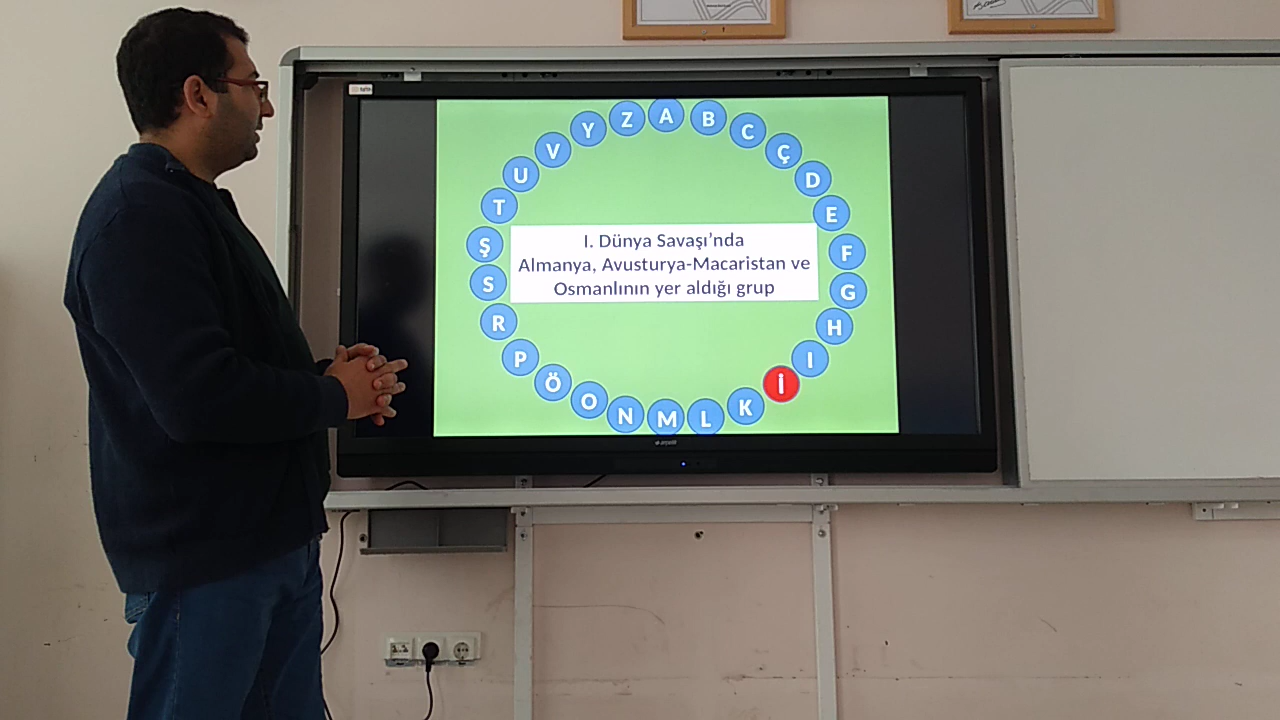 A
B
C
Ç
D
E
F
G
H
I
İ
K
L
M
N
O
Ö
P
R
S
Ş
T
U
V
Y
Z
I. Dünya Savaşı’nda
Almanya, Avusturya-Macaristan ve
Osmanlının yer aldığı grup